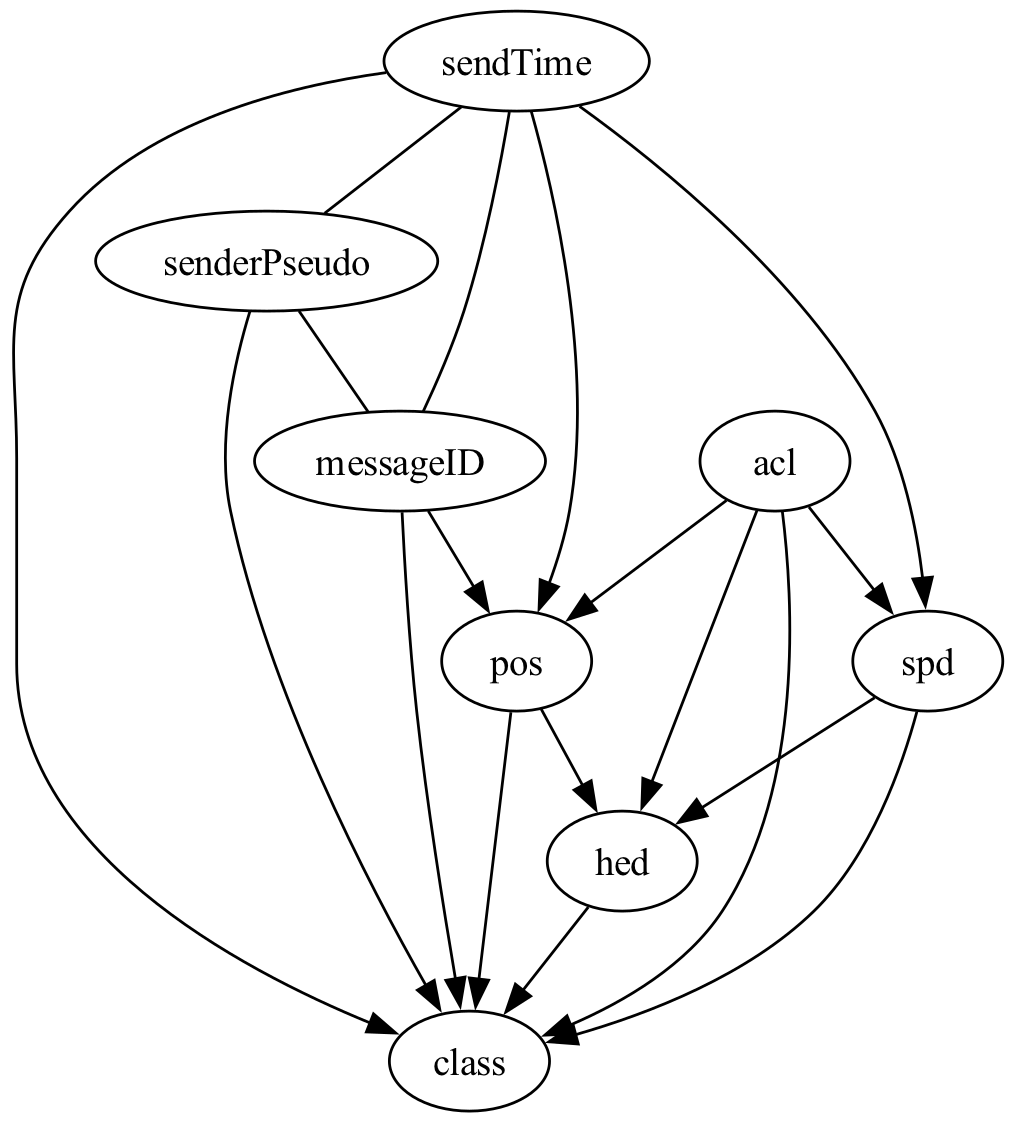 sendTime
senderPseudo
messageID
acl
pos
spd
hed
class